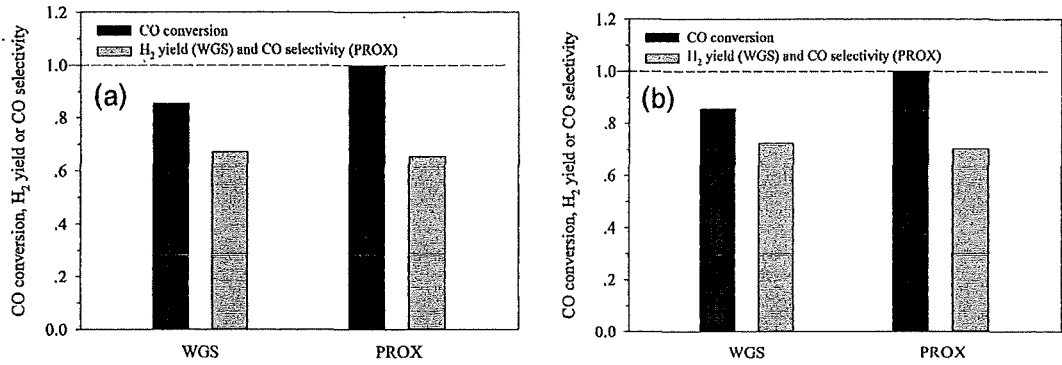 CO conversion, H2 yield or CO selectivity
1.2
1.0
.8
.6
.4
.2
0.0
CO conversion
H2 yield (WGS) and CO selectivity (PROX)
(a)
WGS
PROX
CO conversion, H2 yield or CO selectivity
1.2
1.0
.8
.6
.4
.2
0.0
CO conversion
H2 yield (WGS) and CO selectivity (PROX)
(b)
WGS
PROX